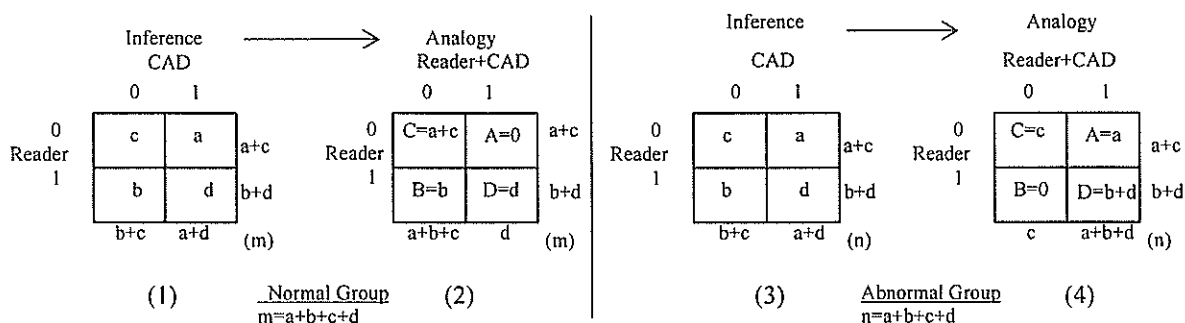 Inference Analogy
CAD Reader+CAD
0 1 0 1
0 c a a+c
Reader
1 b d b+d
b+c a+d (m)
0 C=a+c A=0 a+c
Reader
1 B=b D=d b+d
a+b+c d (m)
(1) Normal Group (2)
m=a+b+c+d
Inference Analogy
CAD Reader+CAD
0 1 0 1
0 c a a+c
Reader
1 b d b+d
b+c a+d (n)
0 C=c A=a a+c
Reader
1 B=0 D=b+d b+d
c a+b+d (n)
(3) Abnormal Group (4)
n=a+b+c+d